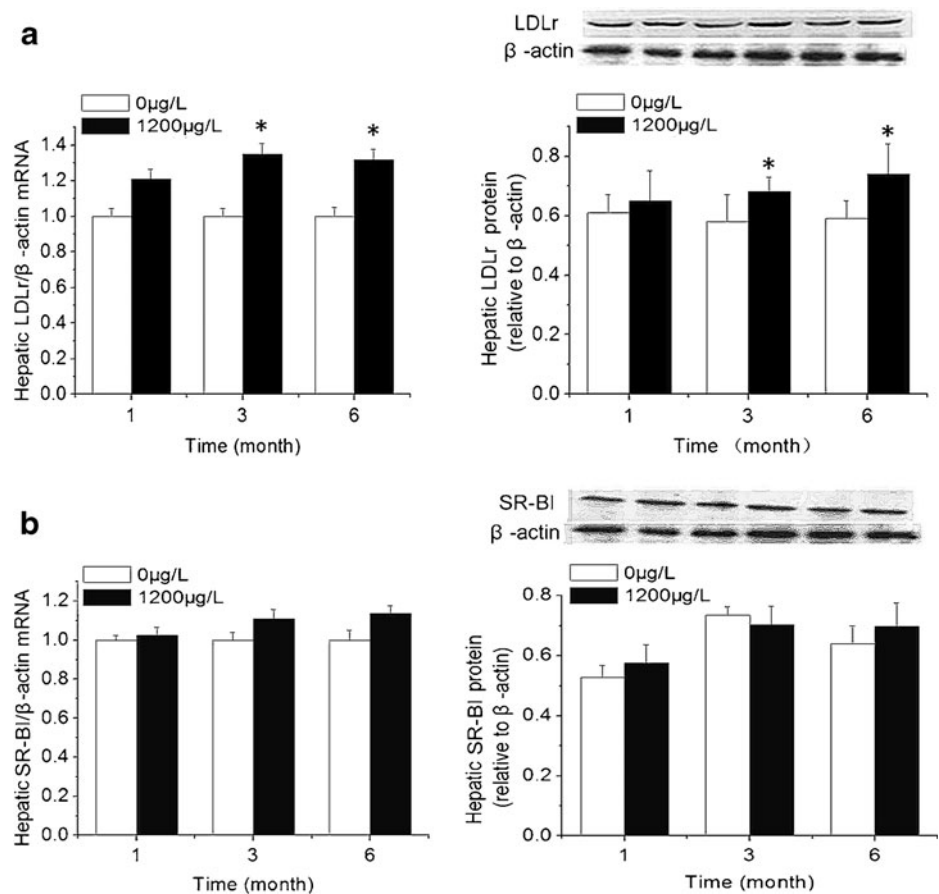 a
LDLr
β -actin
0µg/L
1200µg/L
* *
1.4
1.2
1.0
0.8
0.6
0.4
0.2
0.0
Hepatic LDLr/β -actin mRNA
1 3 6
Time (month)
0µg/L
1200µg/L
* *
0.8
0.6
0.4
0.2
0.0
Hepatic LDLr protein
(relative to β -actin)
1 3 6
Time （month）
b
SR-BI
β -actin
0µg/L
1200µg/L
1.2
1.0
0.8
0.6
0.4
0.2
0.0
Hepatic SR-BI/β-actin mRNA
1 3 6
Time (month)
0µg/L
1200µg/L
0.8
0.6
0.4
0.2
0.0
Hepatic SR-BI protein
(relative to β -actin)
1 3 6
Time (month)